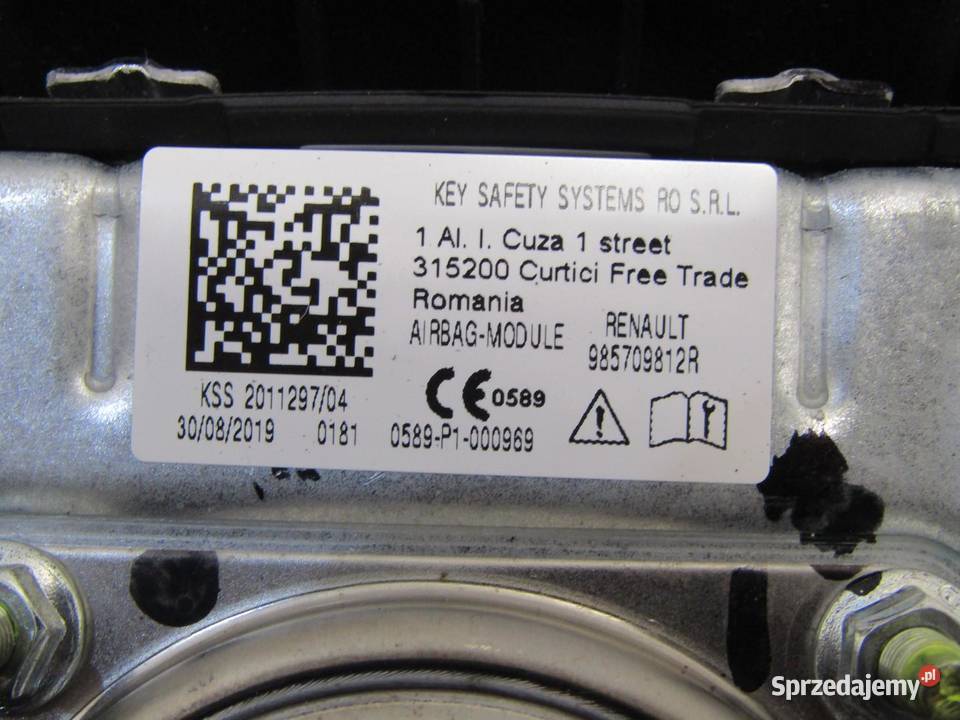 KEY SAFETY SYSTEMS RO S.R.L.
1 Al. I. Cuza 1 street
315200 Curtici Free Trade
Romania
AIRBAG-MODULE RENAULT
985709812R
KSS 2011297/04
CE 0589
30/08/2019 0181 0589-P1-000969
Sprzedajemy.pl